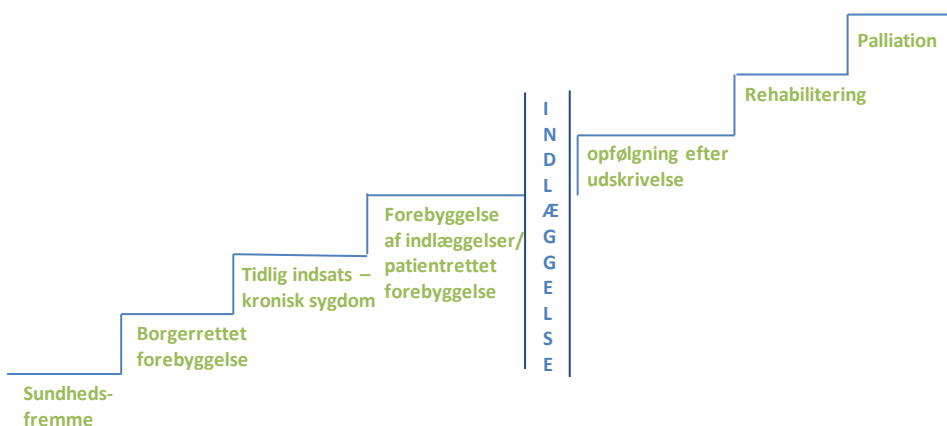 Sundheds-
fremme
Borgerrettet
forebyggelse
Tidlig indsats –
kronisk sygdom
Forebyggelse
af indlæggelser/
patientrettet
forebyggelse
I
N
D
L
Æ
G
G
E
L
S
E
opfølgning efter
udskrivelse
Rehabilitering
Palliation